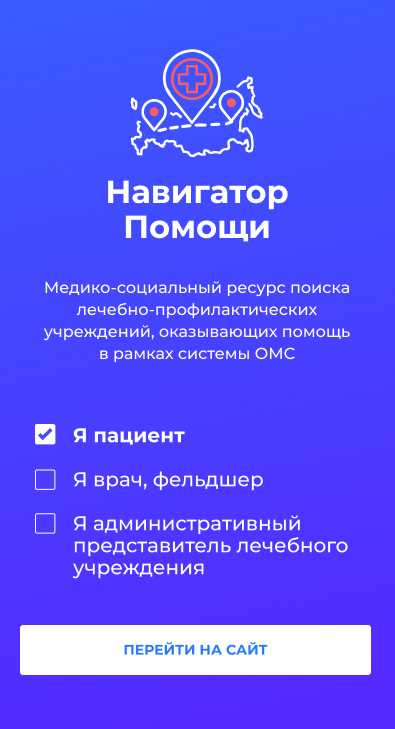 Навигатор
Помощи
Медико-социальный ресурс поиска
лечебно-профилактических
учреждений, оказывающих помощь
в рамках системы ОМС
Я пациент
Я врач, фельдшер
Я административный
представитель лечебного
учреждения
ПЕРЕЙТИ НА САЙТ